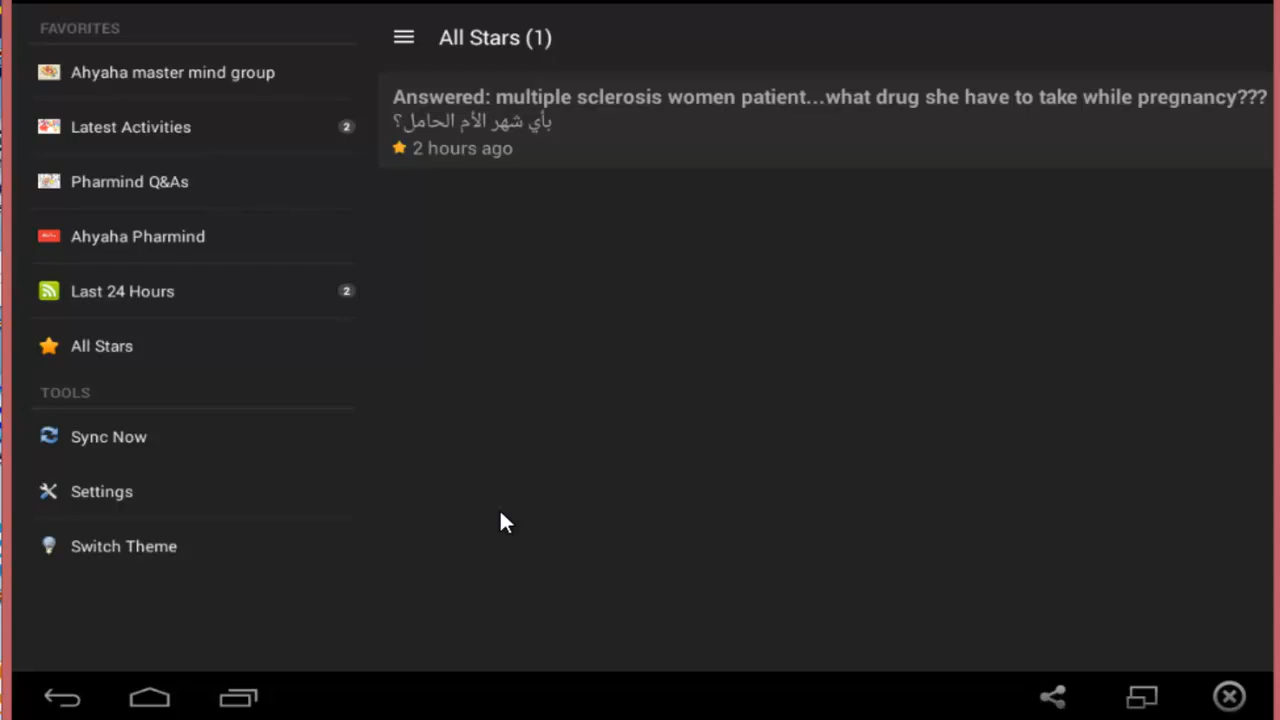 FAVORITES
Ahyaha master mind group
Latest Activities 2
Pharmind Q&As
Ahyaha Pharmind
Last 24 Hours 2
All Stars
TOOLS
Sync Now
Settings
Switch Theme
All Stars (1)
Answered: multiple sclerosis women patient...what drug she have to take while pregnancy???
بأي شهر الأم الحامل؟
2 hours ago